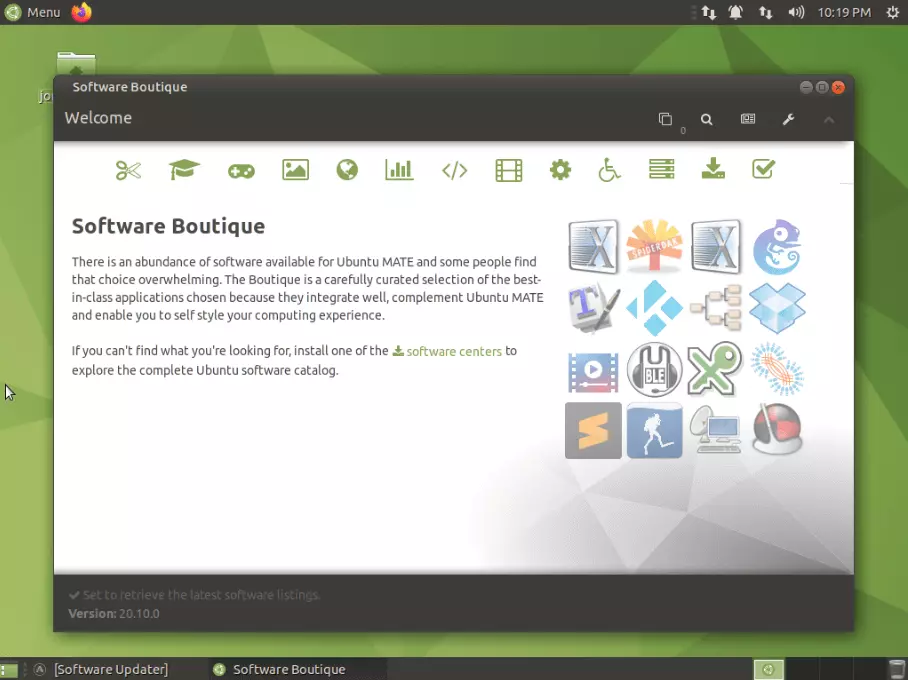 Menu
10:19 PM
jo
Software Boutique
Welcome
0
Software Boutique
There is an abundance of software available for Ubuntu MATE and some people find
that choice overwhelming. The Boutique is a carefully curated selection of the best-
in-class applications chosen because they integrate well, complement Ubuntu MATE
and enable you to self style your computing experience.
If you can't find what you're looking for, install one of the software centers to
explore the complete Ubuntu software catalog.
SPIDEROAK
BLE
Set to retrieve the latest software listings.
Version: 20.10.0
[Software Updater]
Software Boutique